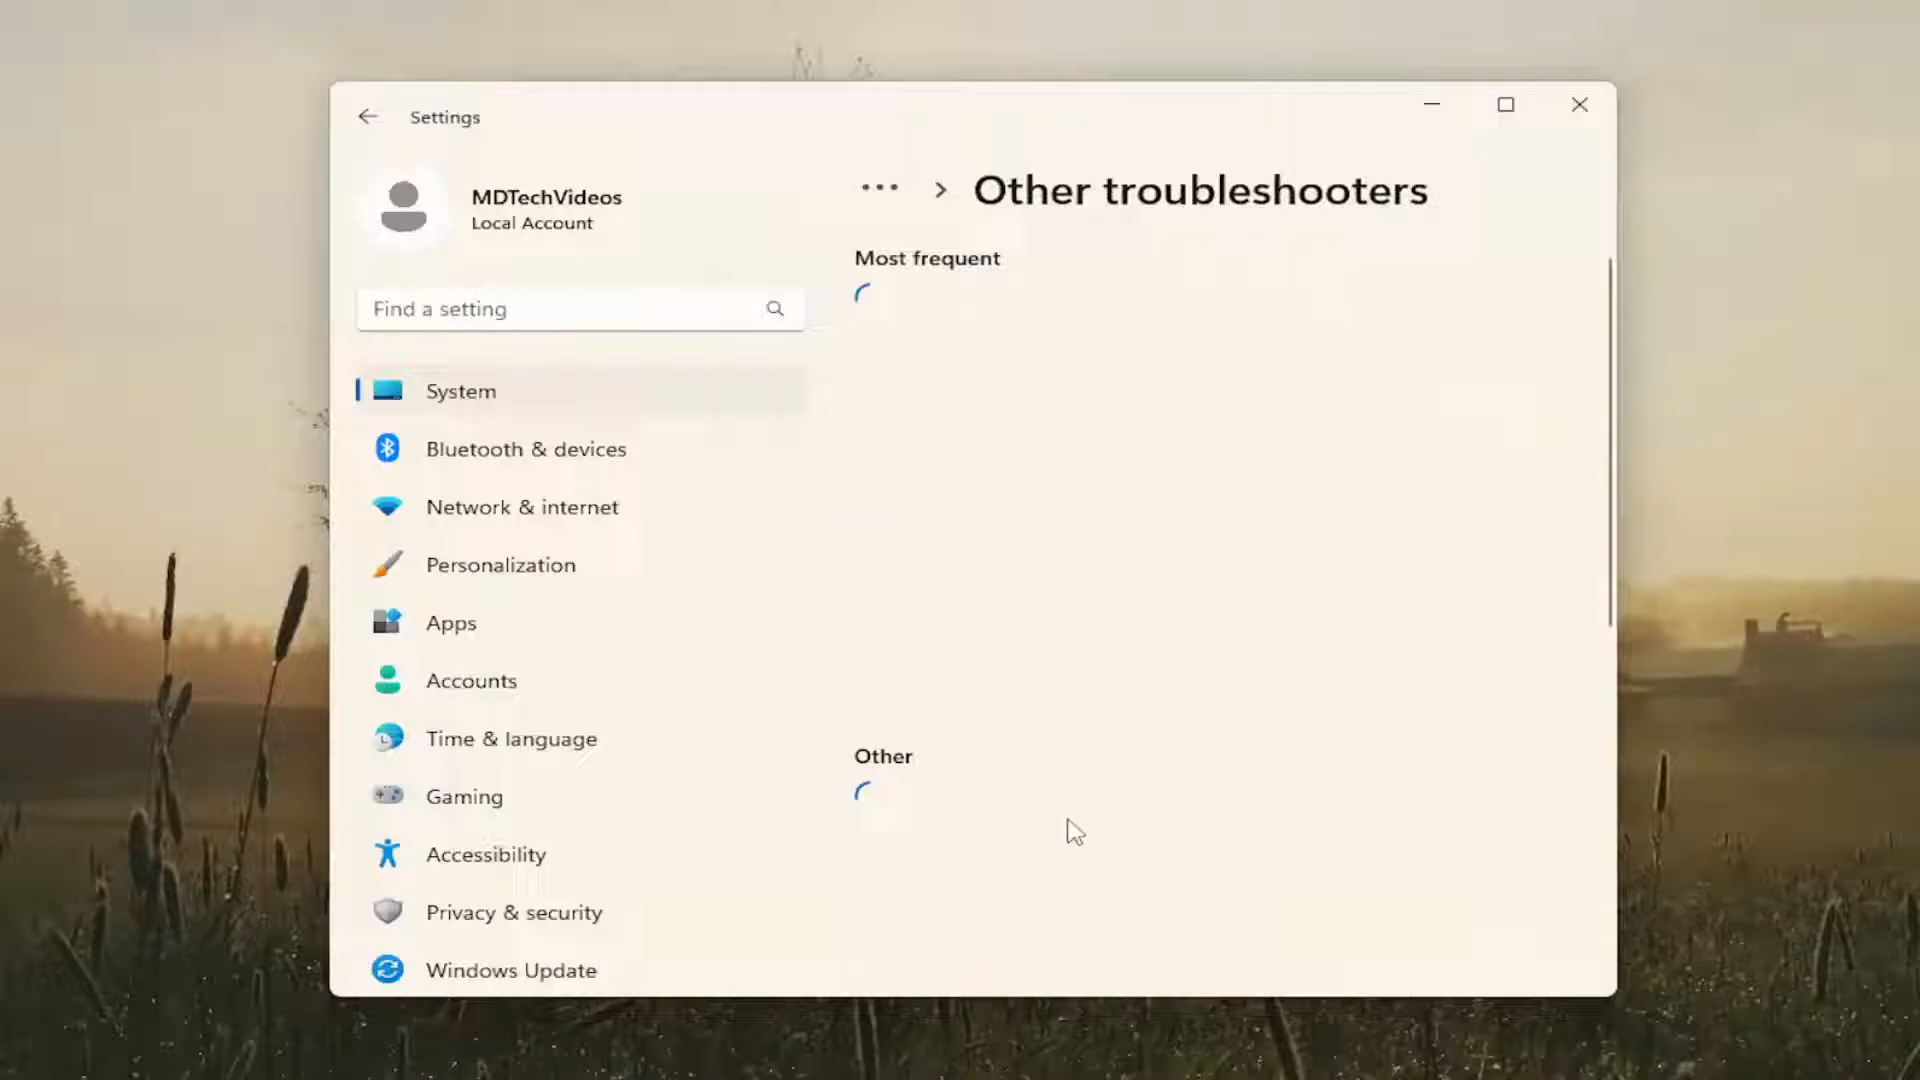 Settings
MDTechVideos
Local Account
Find a setting
System
Bluetooth & devices
Network & internet
Personalization
Apps
Accounts
Time & language
Gaming
Accessibility
Privacy & security
Windows Update
... > Other troubleshooters
Most frequent
Other